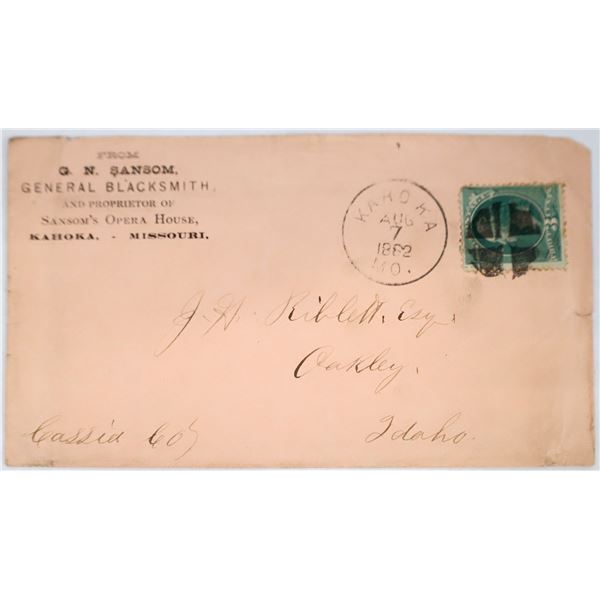 FROM
G. N. SANSOM,
GENERAL BLACKSMITH,
AND PROPRIETOR OF
SANSOM'S OPERA HOUSE,
KAHOKA, - MISSOURI.
KAHOKA
AUG
7
1882
MO.
J. H. Riblett, Esq.
Oakley,
Cassia Co, Idaho.